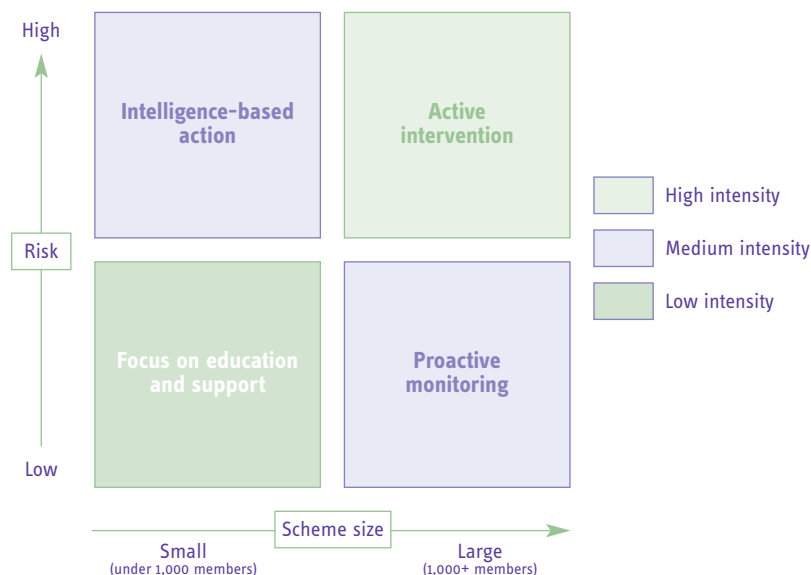 High
Intelligence-based
action
Active
intervention
High intensity
Medium intensity
Low intensity
Risk
Focus on education
and support
Proactive
monitoring
Low
Scheme size
Small
(under 1,000 members)
Large
(1,000+ members)